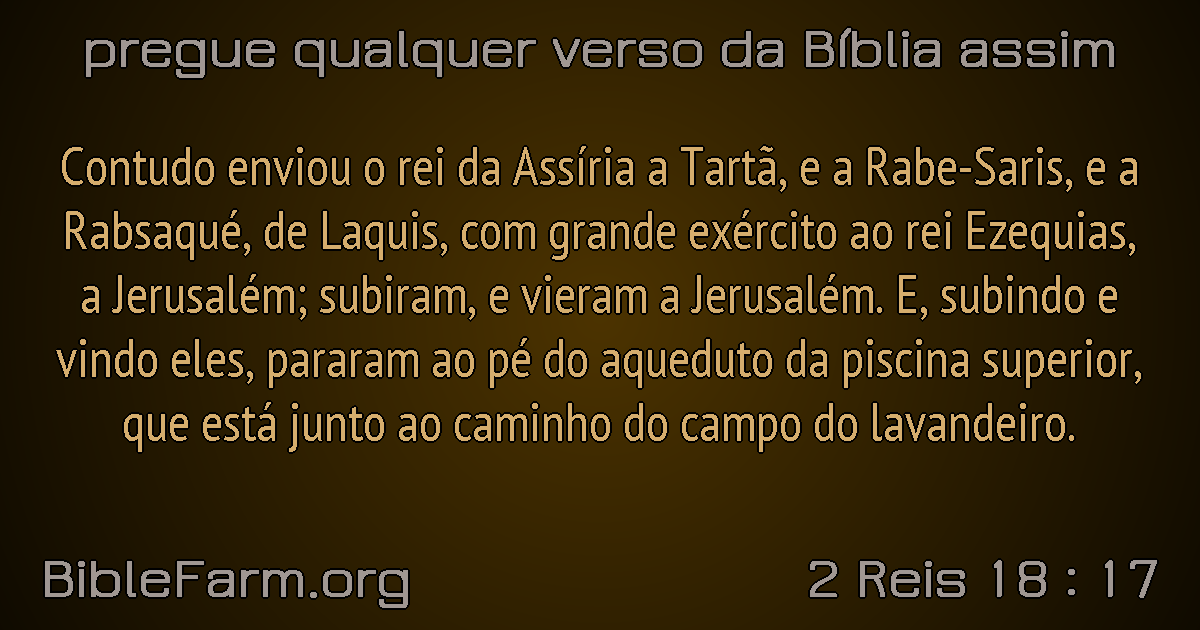 pregue qualquer verso da Bíblia assim
Contudo enviou o rei da Assíria a Tartã, e a Rabe-Saris, e a
Rabsaqué, de Laquis, com grande exército ao rei Ezequias,
a Jerusalém; subiram, e vieram a Jerusalém. E, subindo e
vindo eles, pararam ao pé do aqueduto da piscina superior,
que está junto ao caminho do campo do lavandeiro.
BibleFarm.org
2 Reis 18 : 17